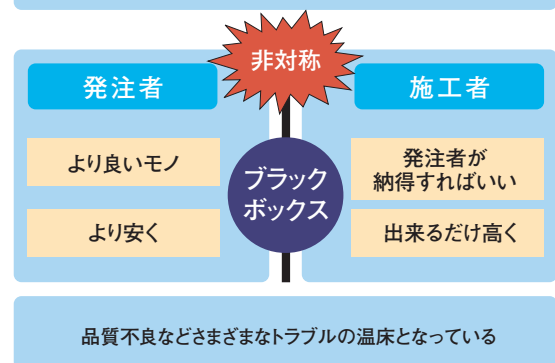 非対称
発注者
施工者
より良いモノ
より安く
ブラック
ボックス
発注者が
納得すればいい
出来るだけ高く
品質不良などさまざまなトラブルの温床となっている